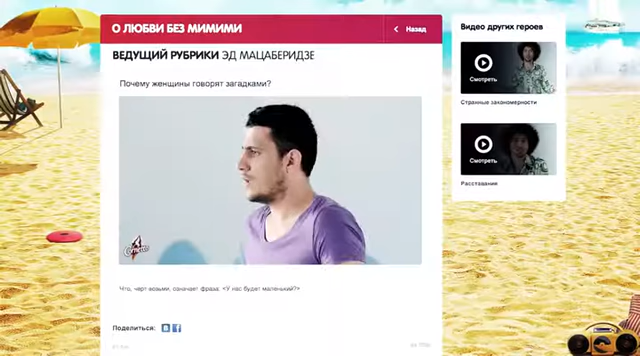 О ЛЮБВИ БЕЗ МИМИМИ
Назад
ВЕДУЩИЙ РУБРИКИ ЭД МАЦАБЕРИДЗЕ
Почему женщины говорят загадками?
Что, черт возьми, означает фраза: «У нас будет маленький?»
Поделиться:
Видео других героев
Смотреть
Странные закономерности
Смотреть
Расставание